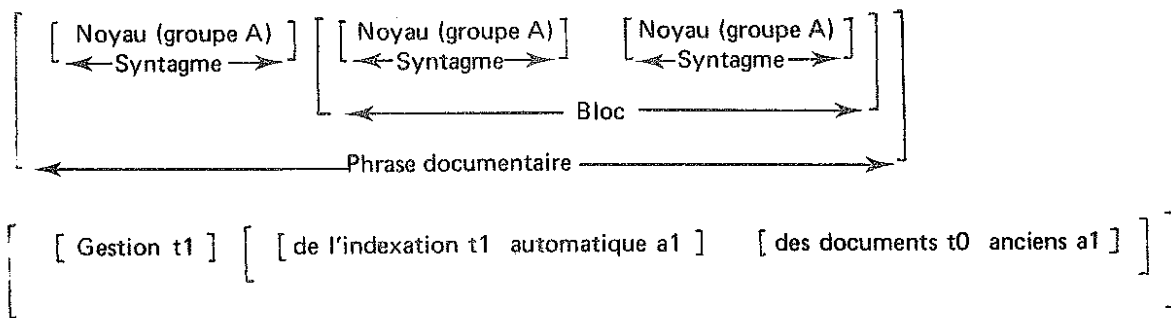 Noyau (groupe A) Noyau (groupe A) Noyau (groupe A)
Syntagme Syntagme Syntagme
Bloc
Phrase documentaire
[ [ Gestion t1 ] [ [ de l'indexation t1 automatique a1 ] [ des documents t0 anciens a1 ] ] ]